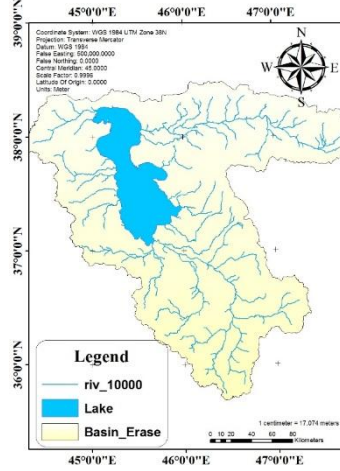 45°0'0"E 46°0'0"E 47°0'0"E
39°0'0"N
Coordinate System: WGS 1984 UTM Zone 38N
Projection: Transverse Mercator
Datum: WGS 1984
False Easting: 500,000.0000
False Northing: 0.0000
Central Meridian: 45.0000
Scale Factor: 0.9996
Latitude Of Origin: 0.0000
Units: Meter
N
W E
S
38°0'0"N
37°0'0"N
36°0'0"N
Legend
riv_10000
Lake
Basin_Erase
1 centimeter = 17.074 meters
0 10 20 40 60 80
Kilometers
45°0'0"E 46°0'0"E 47°0'0"E